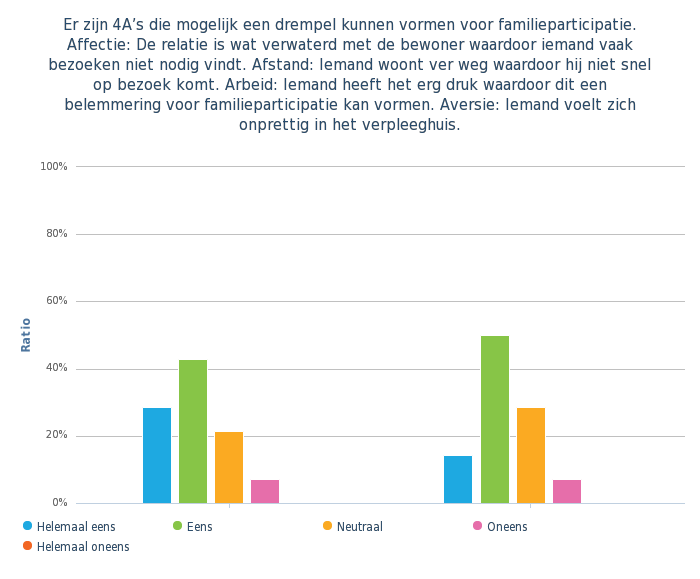 Er zijn 4A’s die mogelijk een drempel kunnen vormen voor familieparticipatie.
Affectie: De relatie is wat verwaterd met de bewoner waardoor iemand vaak
bezoeken niet nodig vindt. Afstand: Iemand woont ver weg waardoor hij niet snel
op bezoek komt. Arbeid: Iemand heeft het erg druk waardoor dit een
belemmering voor familieparticipatie kan vormen. Aversie: Iemand voelt zich
onprettig in het verpleeghuis.
100%
80%
60%
40%
20%
0%
Ratio
Helemaal eens
Eens
Neutraal
Oneens
Helemaal oneens